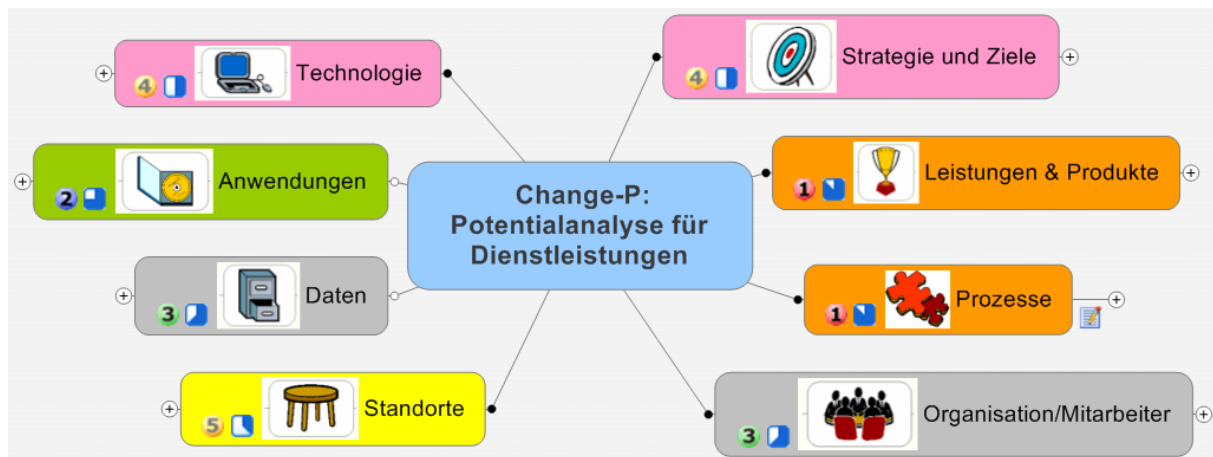 Change-P:
Potentialanalyse für
Dienstleistungen
Strategie und Ziele
4
Leistungen & Produkte
1
Prozesse
1
Organisation/Mitarbeiter
3
Technologie
4
Anwendungen
2
Daten
3
Standorte
5